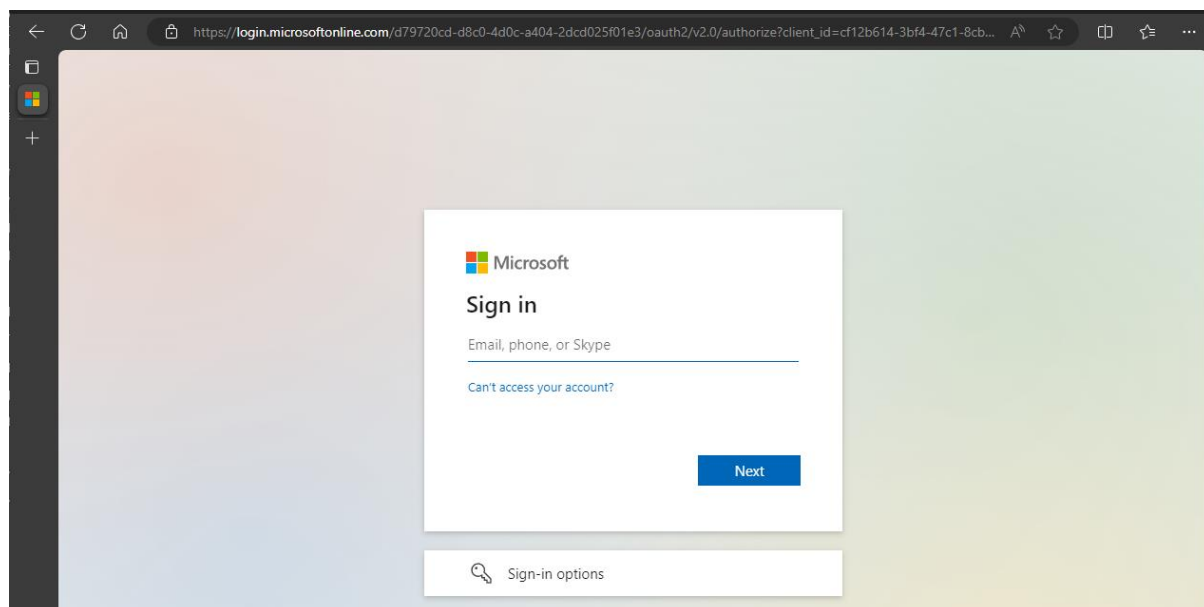 https://login.microsoftonline.com/d79720cd-d8c0-4d0c-a404-2dcd025f01e3/oauth2/v2.0/authorize?client_id=cf12b614-3bf4-47c1-8cb...
Microsoft
Sign in
Email, phone, or Skype
Can't access your account?
Next
Sign-in options